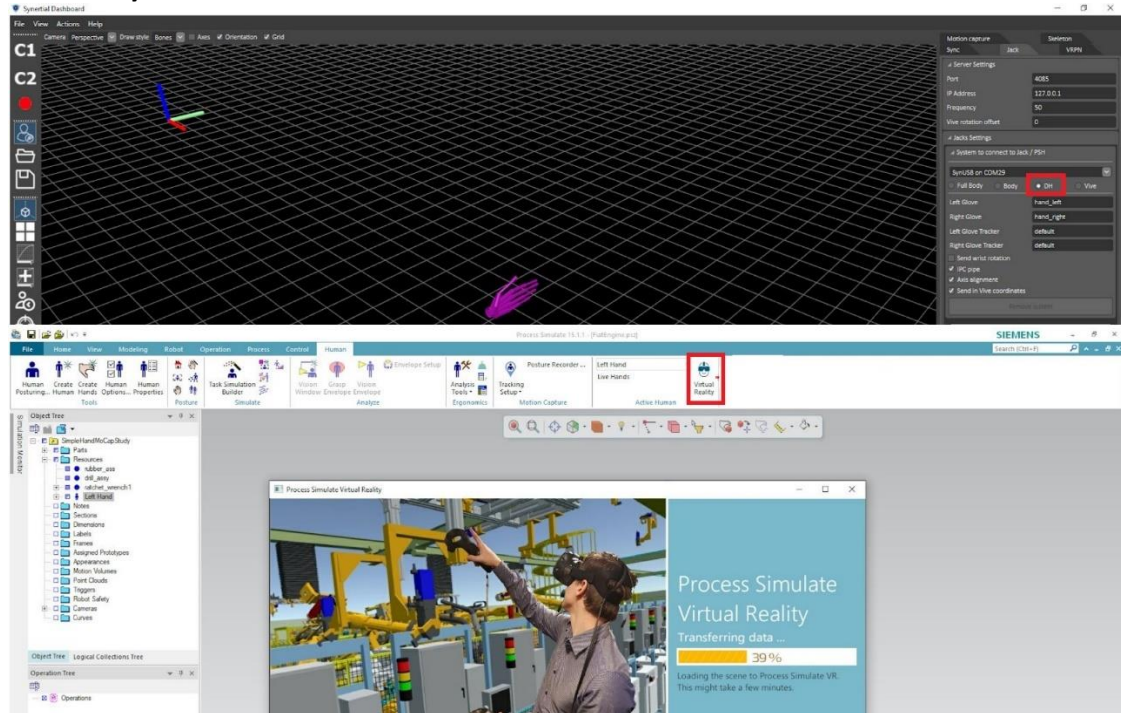 Synertial Dashboard
File View Actions Help
Camera Perspective Draw style Bones Axes Orientation Grid
C1
C2
Motion capture Skeleton
Sync Jack VRPN
Server Settings
Port 4085
IP Address 127.0.0.1
Frequency 50
Vive rotation offset 0
Jacks Settings
System to connect to Jack / PSH
SynUSB on COM29
Full Body Body OH Vive
Left Glove hand_left
Right Glove hand_right
Left Glove Tracker default
Right Glove Tracker default
Send wrist rotation
IPC pipe
Axis alignment
Send in Vive coordinates
Remove System
SIEMENS
File Home View Modeling Robot Operation Process Control Human
Search (Ctrl+F)
Human Posturing... Create Human Create Hands Human Options... Human Properties
Tools
Posture
Task Simulation Builder
Simulate
Vision Window Grasp Envelope Vision Envelope
Envelope Setup
Analyze
Analysis Tools
Ergonomics
Tracking Setup
Posture Recorder ...
Motion Capture
Left Hand
Live Hands
Active Human
Virtual Reality
Simulation Monitor
Object Tree
SimpleHandMoCapStudy
Parts
Resources
rubber_ass
drill_assy
ratchet_wrench1
Left Hand
Notes
Sections
Dimensions
Labels
Frames
Assigned Prototypes
Appearances
Motion Volumes
Point Clouds
Triggers
Robot Safety
Cameras
Curves
Object Tree Logical Collections Tree
Operation Tree
Operations
Process Simulate Virtual Reality
Process Simulate
Virtual Reality
Transferring data ...
39 %
Loading the scene to Process Simulate VR.
This might take a few minutes.